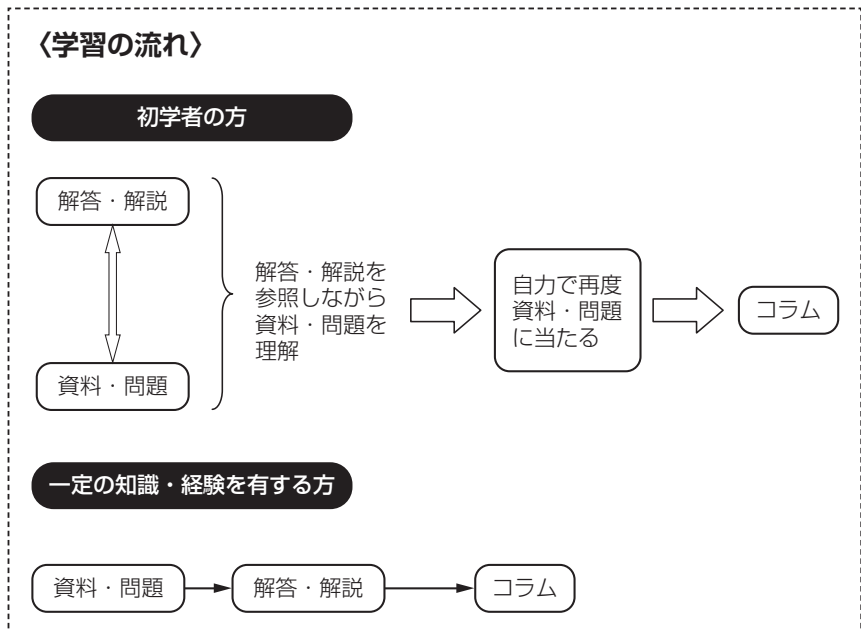 〈学習の流れ〉
初学者の方
解答・解説
資料・問題
解答・解説を
参照しながら
資料・問題を
理解
自力で再度
資料・問題
に当たる
コラム
一定の知識・経験を有する方
資料・問題
解答・解説
コラム